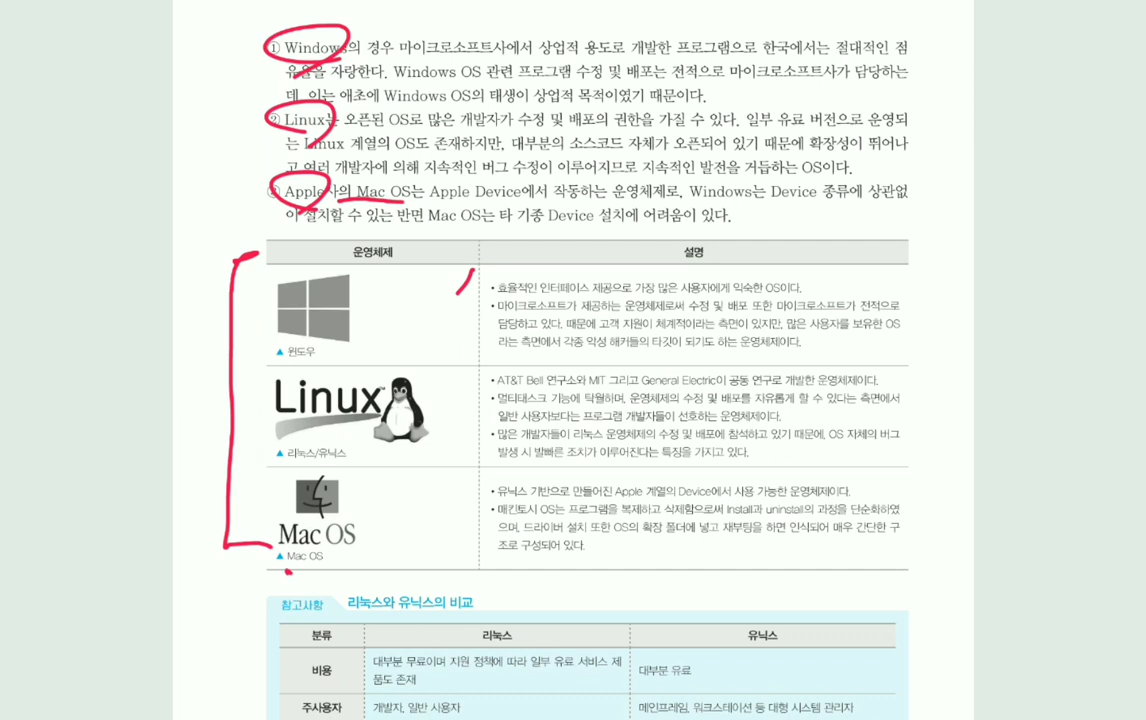 ① Windows의 경우 마이크로소프트사에서 상업적 용도로 개발한 프로그램으로 한국에서는 절대적인 점
유율을 자랑한다. Windows OS 관련 프로그램 수정 및 배포는 전적으로 마이크로소프트사가 담당하는
데, 이는 애초에 Windows OS의 태생이 상업적 목적이였기 때문이다.
② Linux는 오픈된 OS로 많은 개발자가 수정 및 배포의 권한을 가질 수 있다. 일부 유료 버전으로 운영되
는 Linux 계열의 OS도 존재하지만, 대부분의 소스코드 자체가 오픈되어 있기 때문에 확장성이 뛰어나
고 여러 개발자에 의해 지속적인 버그 수정이 이루어지므로 지속적인 발전을 거듭하는 OS이다.
③ Apple사의 Mac OS는 Apple Device에서 작동하는 운영체제로, Windows는 Device 종류에 상관없
이 설치할 수 있는 반면 Mac OS는 타 기종 Device 설치에 어려움이 있다.
운영체제 설명
• 효율적인 인터페이스 제공으로 가장 많은 사용자에게 익숙한 OS이다.
• 마이크로소프트가 제공하는 운영체제로써 수정 및 배포 또한 마이크로소프트가 전적으로
담당하고 있다. 때문에 고객 지원이 체계적이라는 측면이 있지만, 많은 사용자를 보유한 OS
라는 측면에서 각종 악성 해커들의 타깃이 되기도 하는 운영체제이다.
▲ 윈도우
Linux™
• AT&T Bell 연구소와 MIT 그리고 General Electric이 공동 연구로 개발한 운영체제이다.
• 멀티태스크 기능에 탁월하며, 운영체제의 수정 및 배포를 자유롭게 할 수 있다는 측면에서
일반 사용자보다는 프로그램 개발자들이 선호하는 운영체제이다.
• 많은 개발자들이 리눅스 운영체제의 수정 및 배포에 참석하고 있기 때문에, OS 자체의 버그
발생 시 발빠른 조치가 이루어진다는 특징을 가지고 있다.
▲ 리눅스/유닉스
Mac OS
• 유닉스 기반으로 만들어진 Apple 계열의 Device에서 사용 가능한 운영체제이다.
• 매킨토시 OS는 프로그램을 복제하고 삭제함으로써 Install과 uninstall의 과정을 단순화하였
으며, 드라이버 설치 또한 OS의 확장 폴더에 넣고 재부팅을 하면 인식되어 매우 간단한 구
조로 구성되어 있다.
▲ Mac OS
참고사항 리눅스와 유닉스의 비교
분류 리눅스 유닉스
비용 대부분 무료이며 지원 정책에 따라 일부 유료 서비스 제
품도 존재 대부분 유료
주사용자 개발자, 일반 사용자 메인프레임, 워크스테이션 등 대형 시스템 관리자